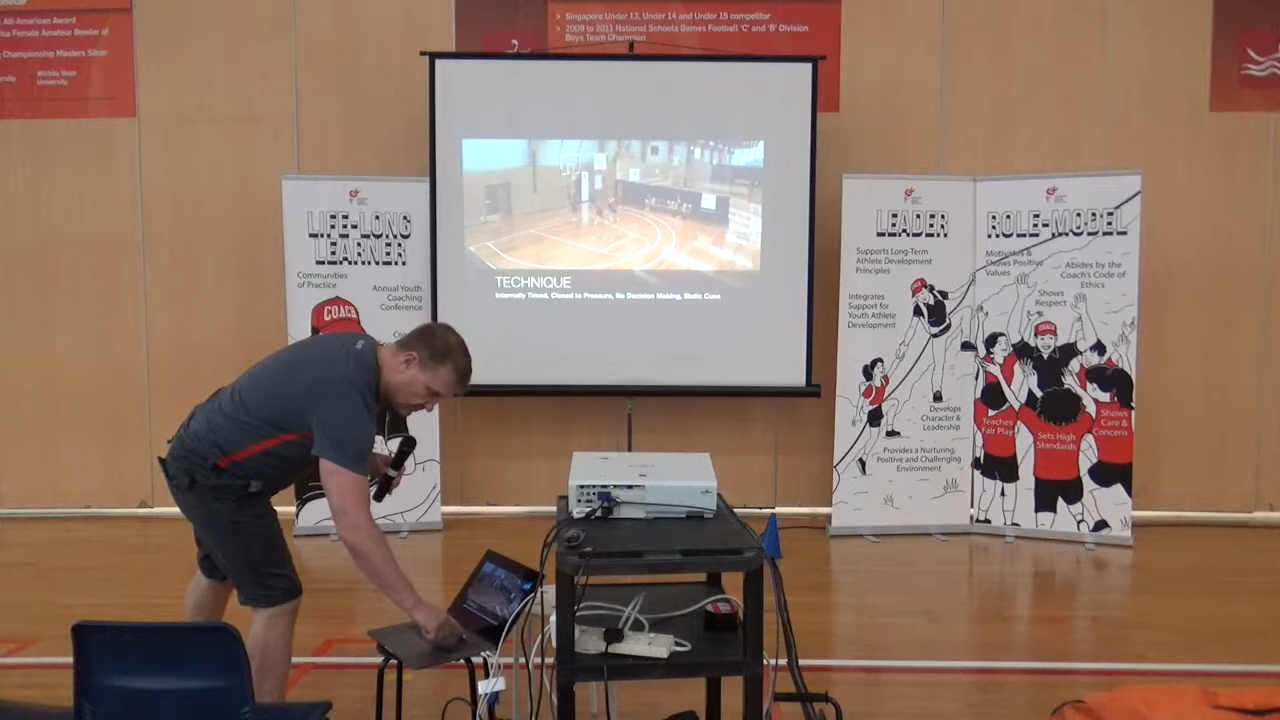 All-American Award
ica Female Amateur Bowler of
Championship Masters Silver
rsity
Wichita State
University
> Singapore Under 13, Under 14 and Under 15 competitor
> 2009 to 2011 National Schools Games Football 'C' and 'B' Division
Boys Team Champion
TECHNIQUE
Internally Timed, Closed to Pressure, No Decision Making, Static Cues
LIFE-LONG
LEARNER
Communities
of Practice
Annual Youth
Coaching
Conference
COACH
LEADER
Supports Long-Term
Athlete Development
Principles
Integrates
Support for
Youth Athlete
Development
Develops
Character &
Leadership
Provides a Nurturing,
Positive and Challenging
Environment
ROLE-MODEL
Motivates &
Shows Positive
Values
Abides by the
Coach's Code of
Ethics
Shows
Respect
COACH
Teaches
Fair Play
Sets High
Standards
Shows
Care &
Concern